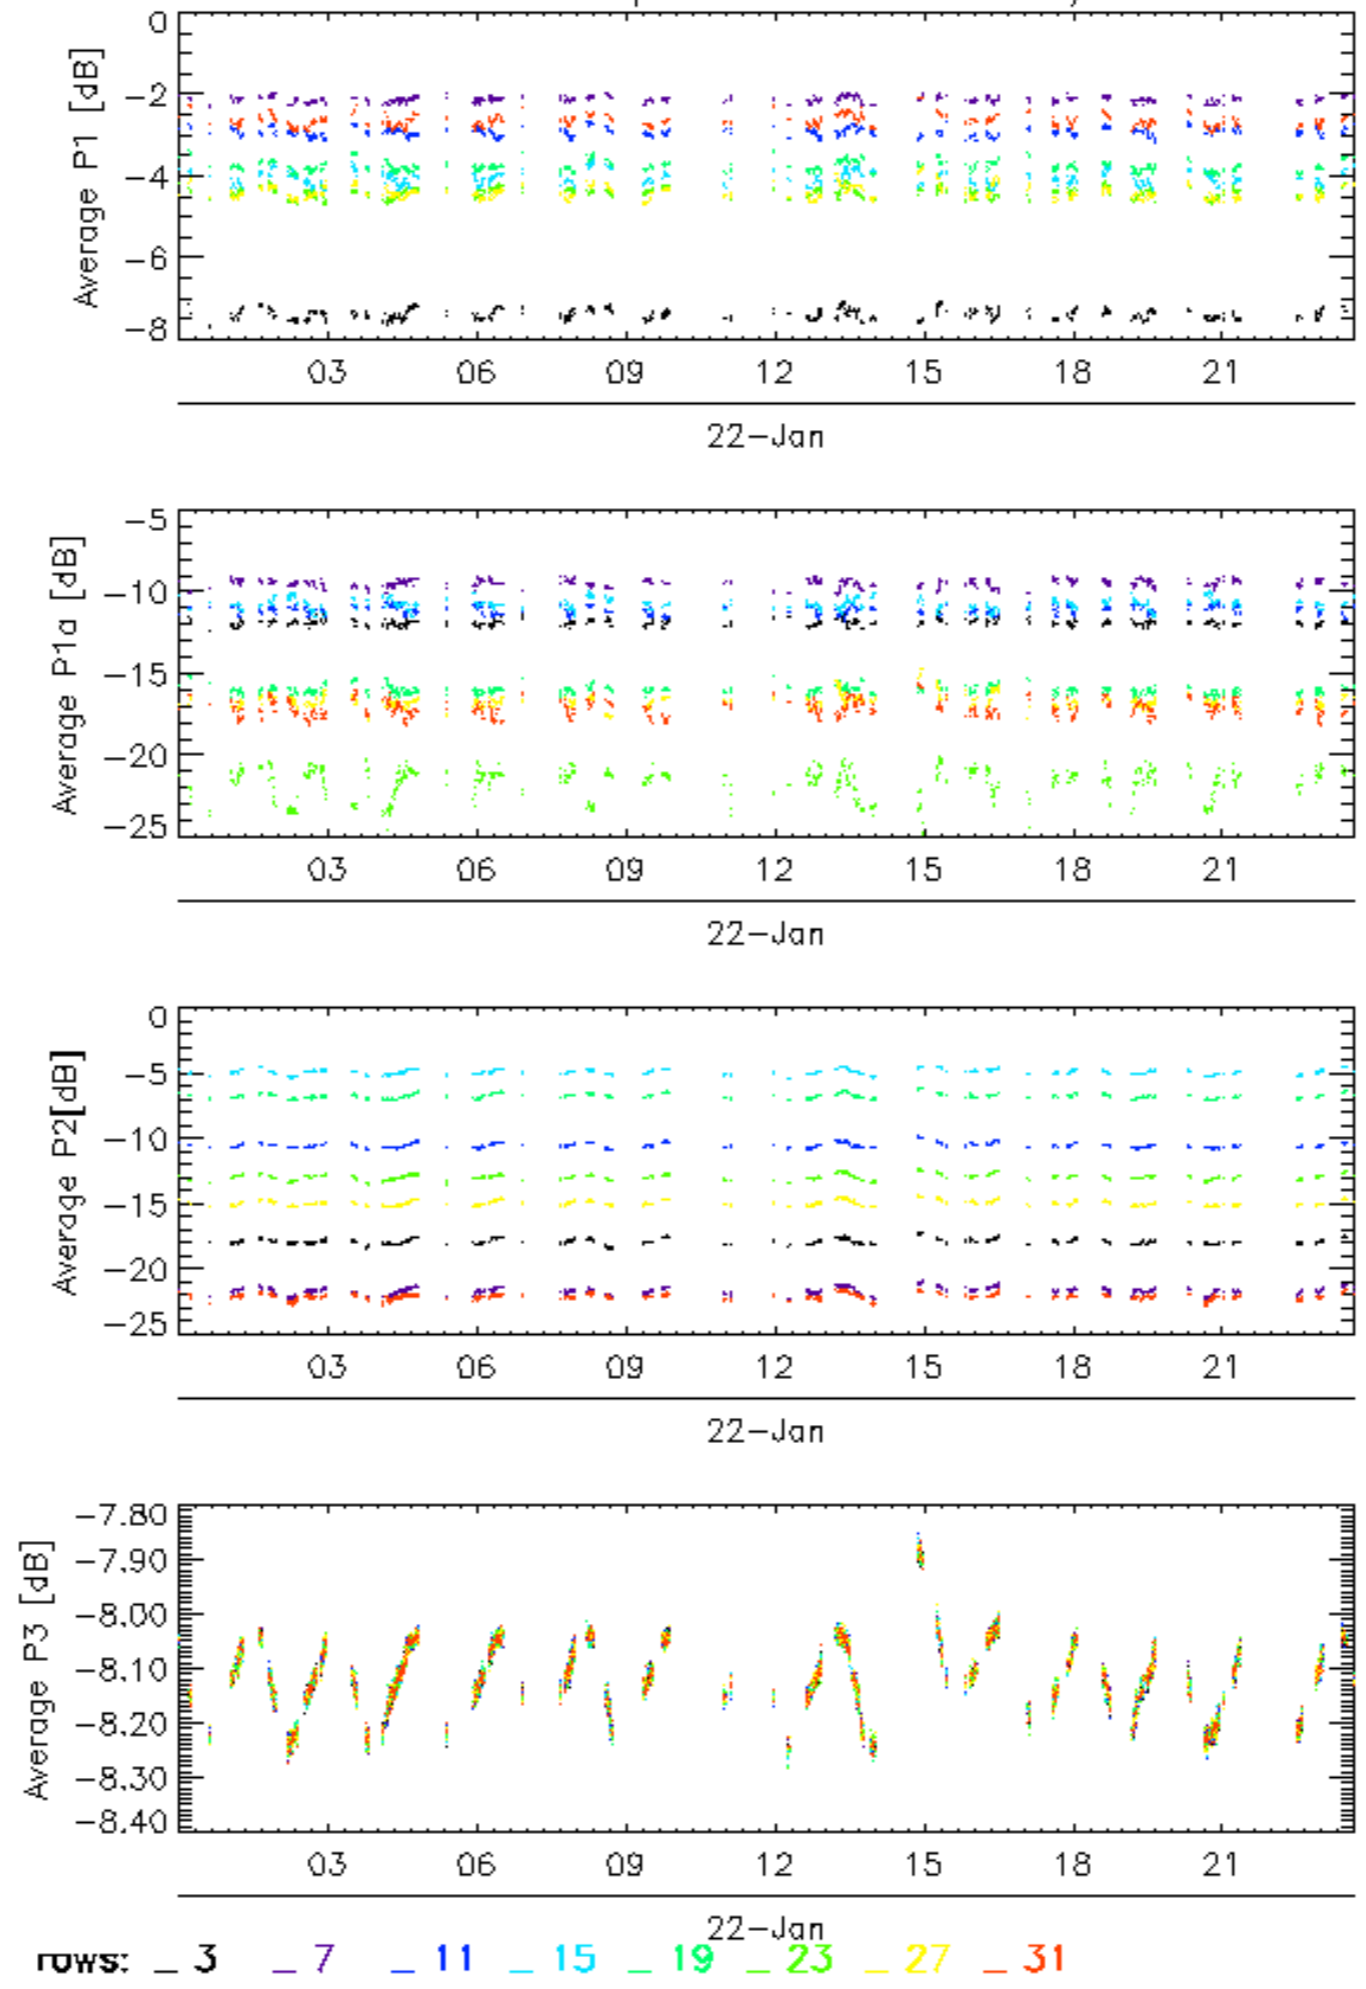 Average P1 [dB]
0
−2
−4
−6
−8
03 06 09 12 15 18 21
22−Jan
Average P1a [dB]
−5
−10
−15
−20
−25
03 06 09 12 15 18 21
22−Jan
Average P2[dB]
0
−5
−10
−15
−20
−25
03 06 09 12 15 18 21
22−Jan
Average P3 [dB]
−7.80
−7.90
−8.00
−8.10
−8.20
−8.30
−8.40
03 06 09 12 15 18 21
22−Jan
rows: _ 3 _ 7 _ 11 _ 15 _ 19 _ 23 _ 27 _ 31